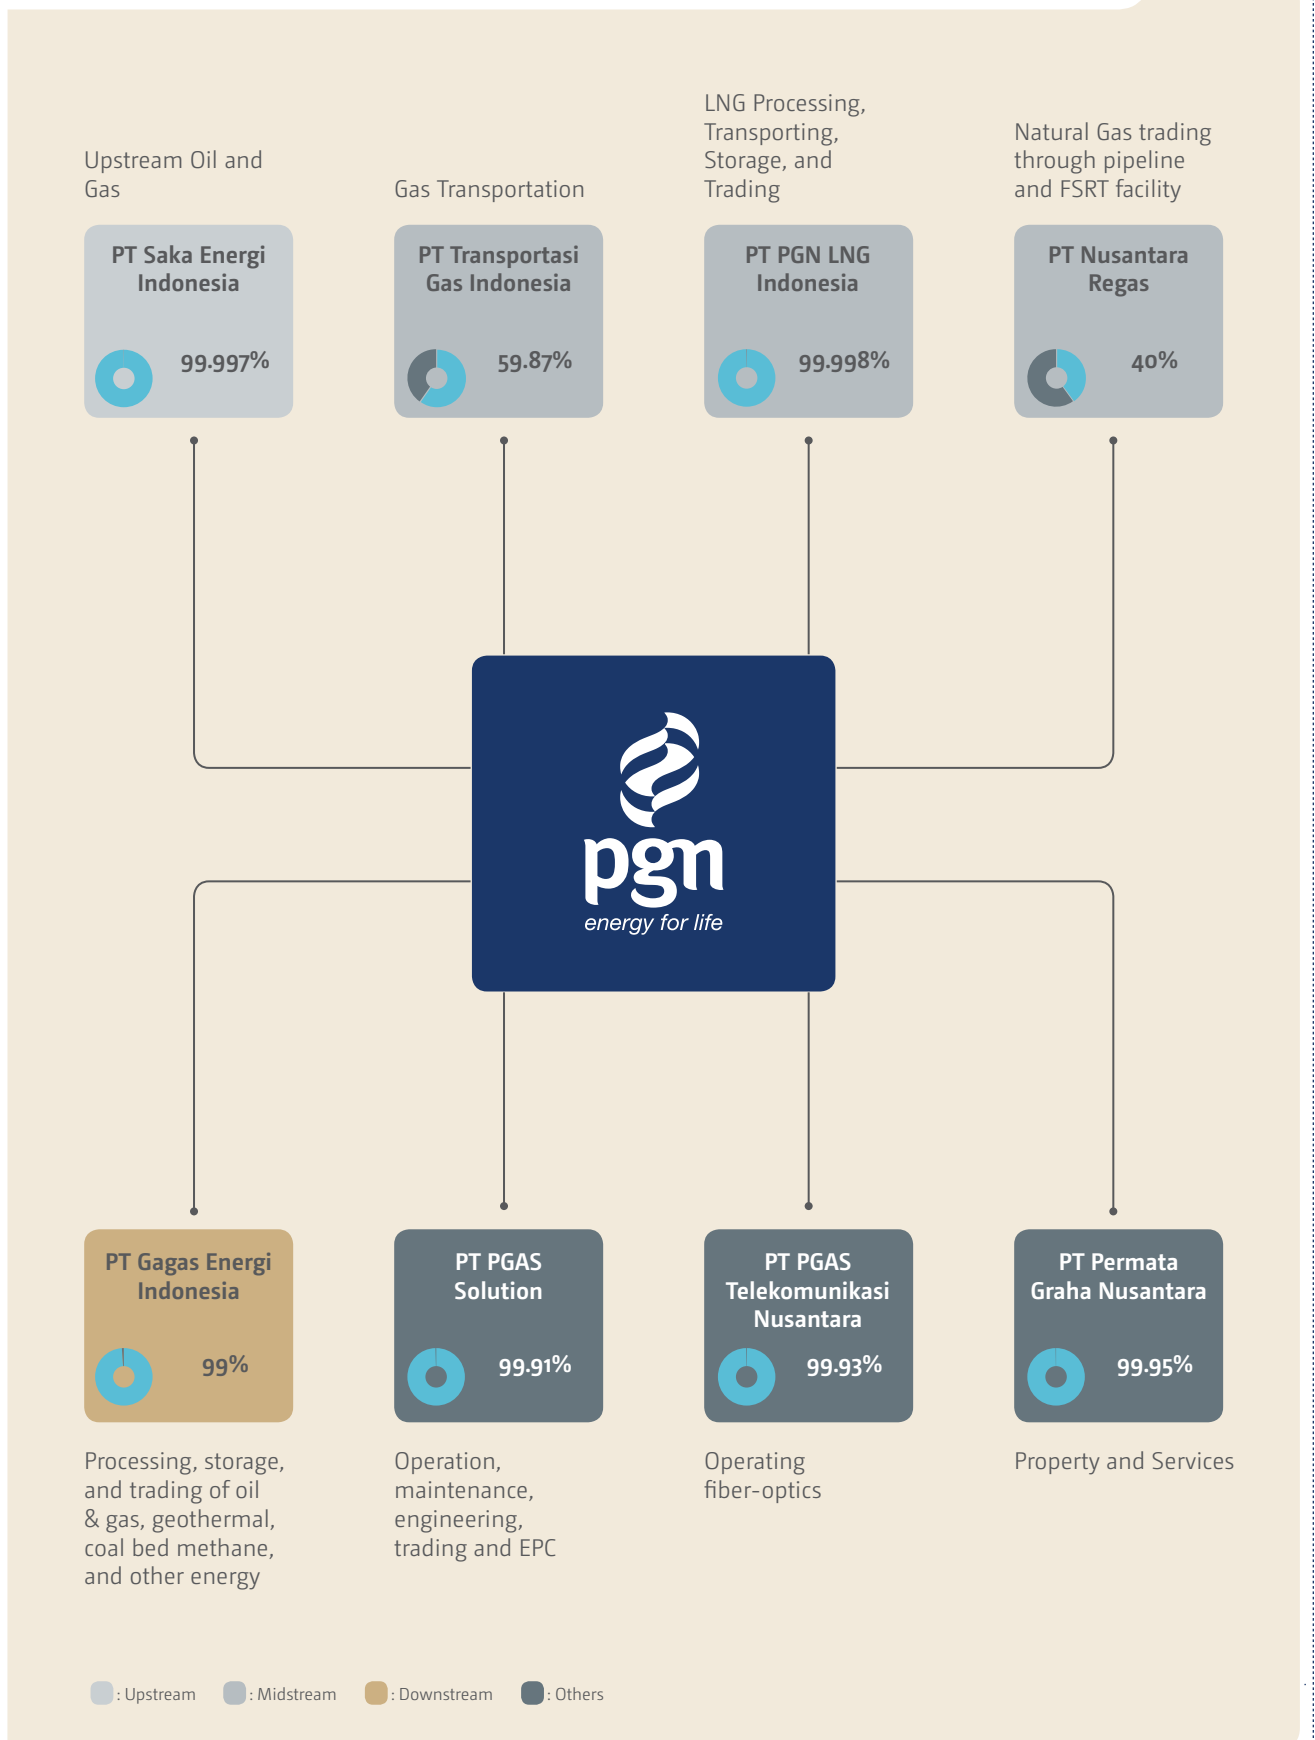 Upstream Oil and
Gas
Gas Transportation
LNG Processing,
Transporting,
Storage, and
Trading
Natural Gas trading
through pipeline
and FSRT facility
PT Saka Energi
Indonesia
99.997%
PT Transportasi
Gas Indonesia
59.87%
PT PGN LNG
Indonesia
99.998%
PT Nusantara
Regas
40%
pgn
energy for life
PT Gagas Energi
Indonesia
99%
PT PGAS
Solution
99.91%
PT PGAS
Telekomunikasi
Nusantara
99.93%
PT Permata
Graha Nusantara
99.95%
Processing, storage,
and trading of oil
& gas, geothermal,
coal bed methane,
and other energy
Operation,
maintenance,
engineering,
trading and EPC
Operating
fiber-optics
Property and Services
: Upstream
: Midstream
: Downstream
: Others